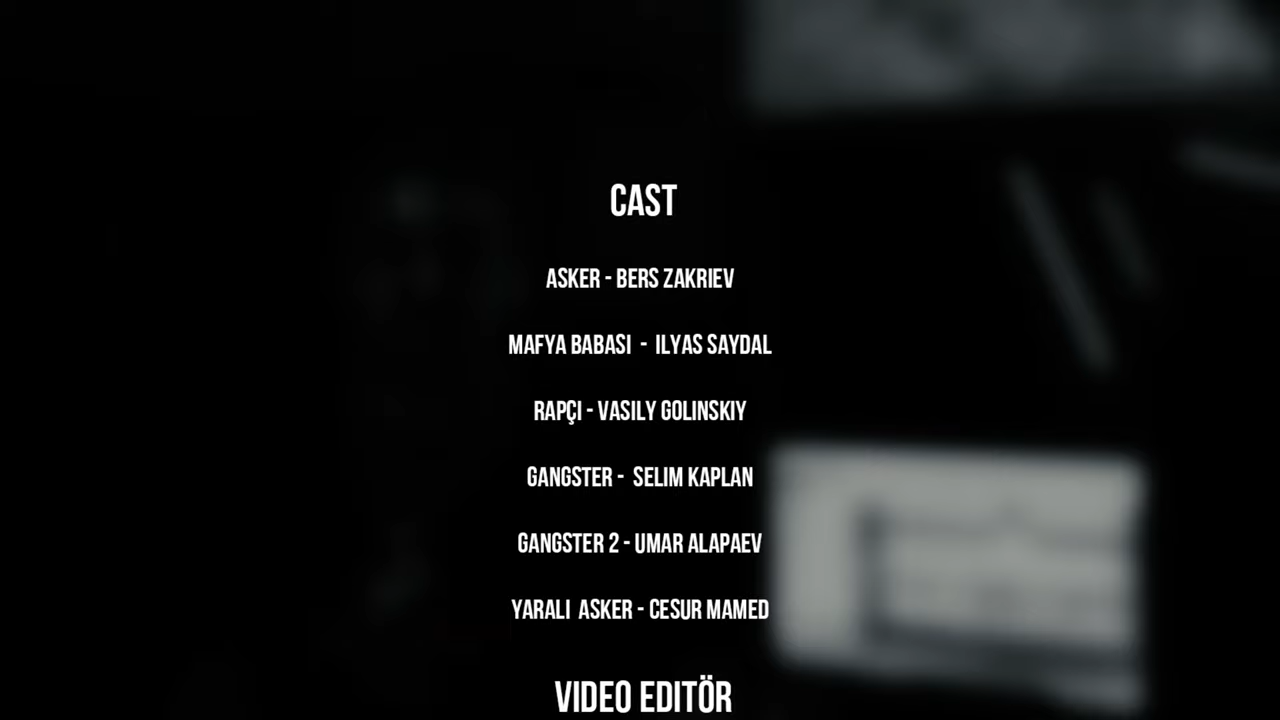 CAST
ASKER - BERS ZAKRIEV
MAFYA BABASI - ILYAS SAYDAL
RAPÇI - VASILY GOLINSKIY
GANGSTER - SELIM KAPLAN
GANGSTER 2 - UMAR ALAPAEV
YARALI ASKER - CESUR MAMED
VIDEO EDITÖR